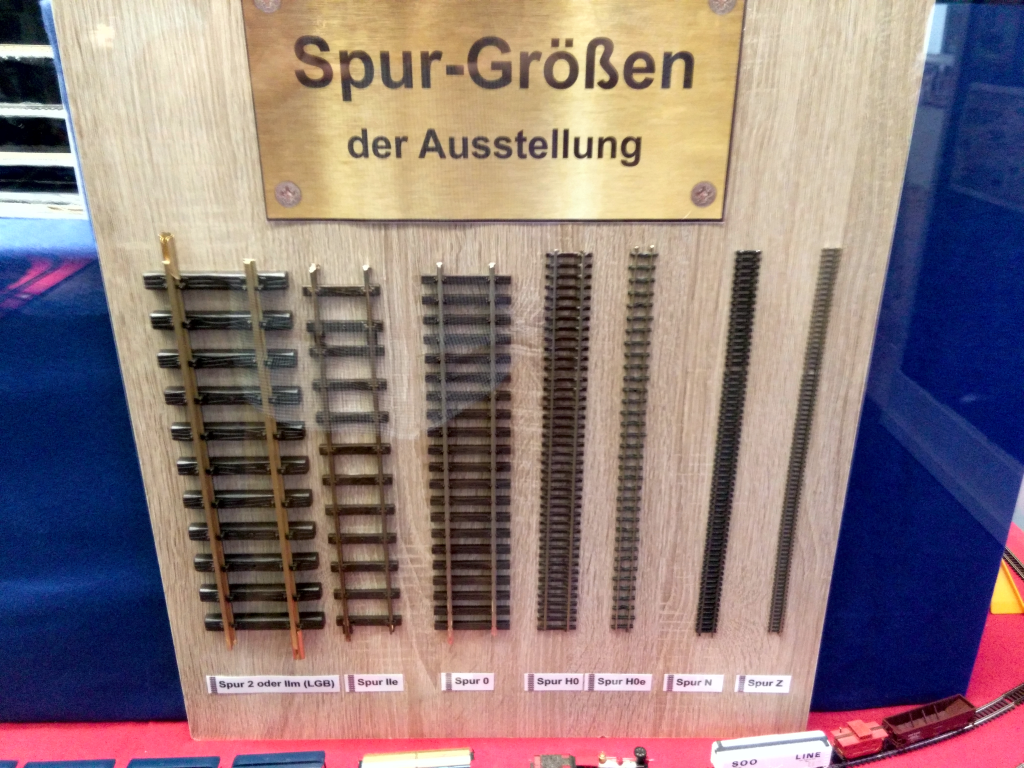 Spur-Größen
der Ausstellung
Spur 2 oder IIm (LGB)
Spur IIe
Spur 0
Spur H0
Spur H0e
Spur N
Spur Z
SOO LINE